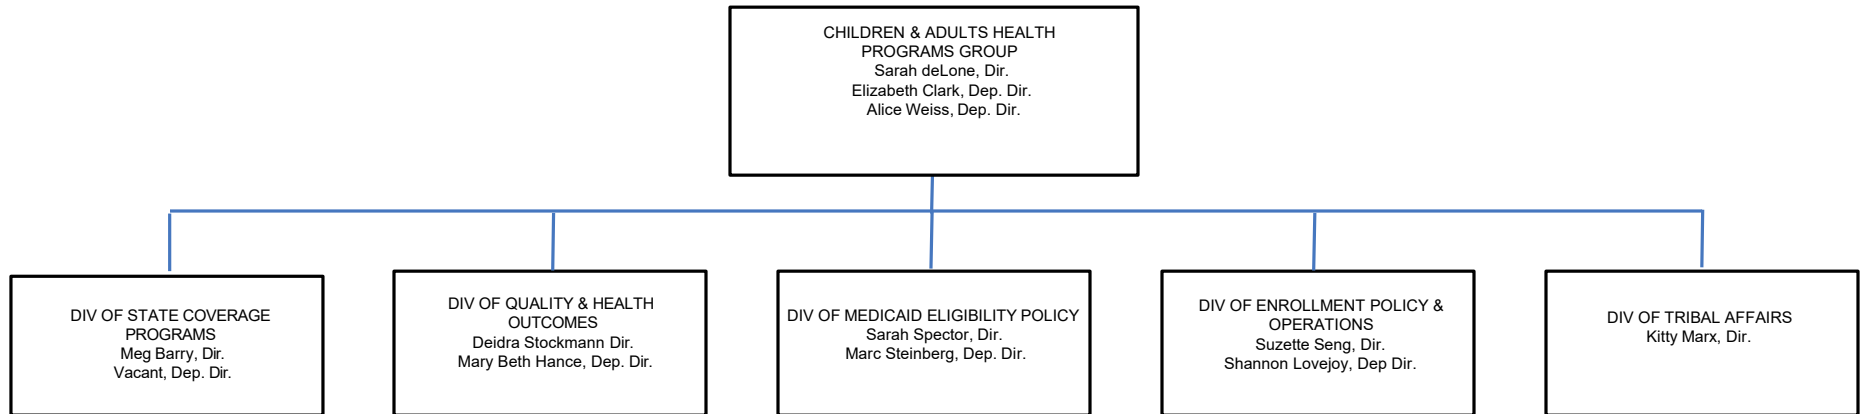 CHILDREN & ADULTS HEALTH
PROGRAMS GROUP
Sarah deLone, Dir.
Elizabeth Clark, Dep. Dir.
Alice Weiss, Dep. Dir.
DIV OF STATE COVERAGE
PROGRAMS
Meg Barry, Dir.
Vacant, Dep. Dir.
DIV OF QUALITY & HEALTH
OUTCOMES
Deidra Stockmann Dir.
Mary Beth Hance, Dep. Dir.
DIV OF MEDICAID ELIGIBILITY POLICY
Sarah Spector, Dir.
Marc Steinberg, Dep. Dir.
DIV OF ENROLLMENT POLICY &
OPERATIONS
Suzette Seng, Dir.
Shannon Lovejoy, Dep Dir.
DIV OF TRIBAL AFFAIRS
Kitty Marx, Dir.